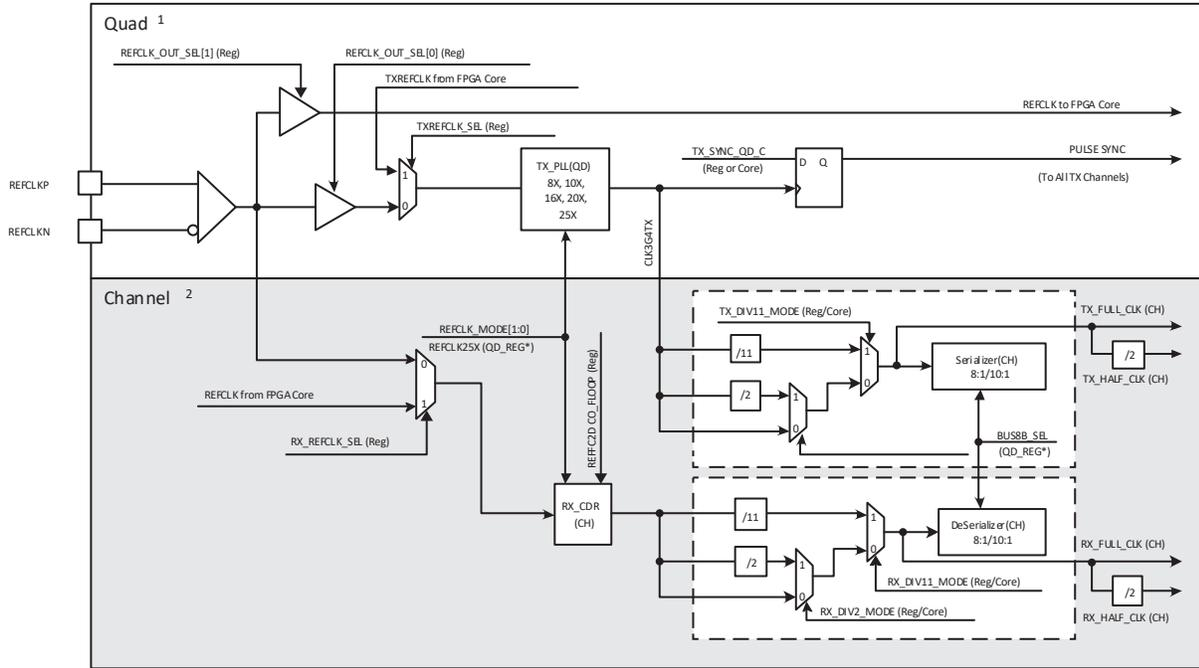 Quad 1
REFCLK_OUT_SEL[1] (Reg)
REFCLK_OUT_SEL[0] (Reg)
TXREFCLK from FPGA Core
REFCLK to FPGA Core
TXREFCLK_SEL (Reg)
TX_PLL(QD)
8X, 10X,
16X, 20X,
25X
TX_SYNC_QD_C
(Reg or Core)
D Q
PULSE SYNC
(To All TX Channels)
1
0
REFCLKP
REFCLKN
CLK3G4TX
Channel 2
REFCLK_MODE[1:0]
REFCLK25X (QD_REG*)
0
1
REFCLK from FPGA Core
RX_REFCLK_SEL (Reg)
REFFC2D CO_FLOOP (Reg)
RX_CDR
(CH)
TX_DIV11_MODE (Reg/Core)
/11
/2
1
0
1
0
Serializer(CH)
8:1/10:1
TX_FULL_CLK (CH)
/2
TX_HALF_CLK (CH)
BUS8B_SEL
(QD_REG*)
/11
/2
1
0
1
0
DeSerializer(CH)
8:1/10:1
RX_FULL_CLK (CH)
/2
RX_HALF_CLK (CH)
RX_DIV11_MODE (Reg/Core)
RX_DIV2_MODE (Reg/Core)